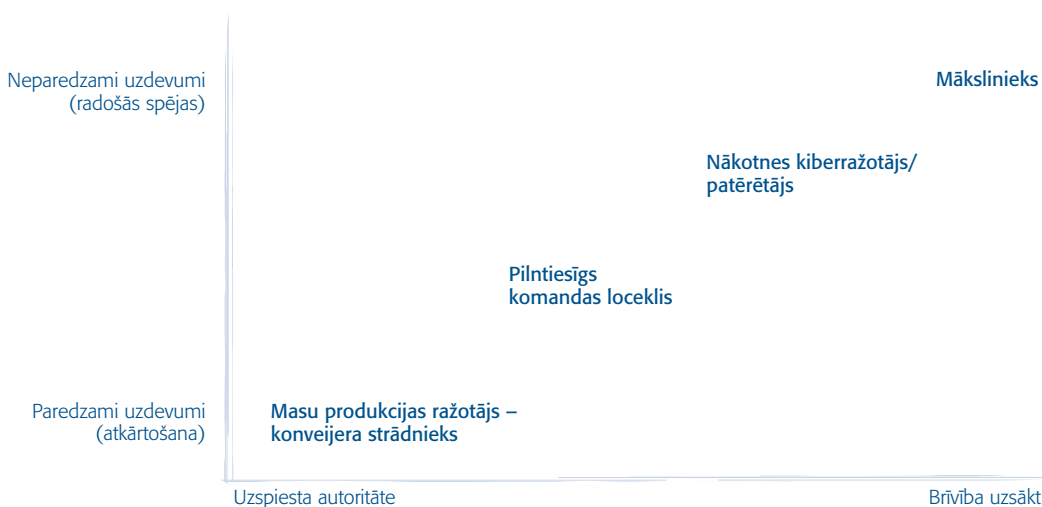 Neparedzami uzdevumi
(radošās spējas)
Mākslinieks
Nākotnes kiberražotājs/
patērētājs
Pilntiesīgs
komandas loceklis
Paredzami uzdevumi
(atkārtošana)
Masu produkcijas ražotājs –
konveijera strādnieks
Uzspiesta autoritāte
Brīvība uzsākt